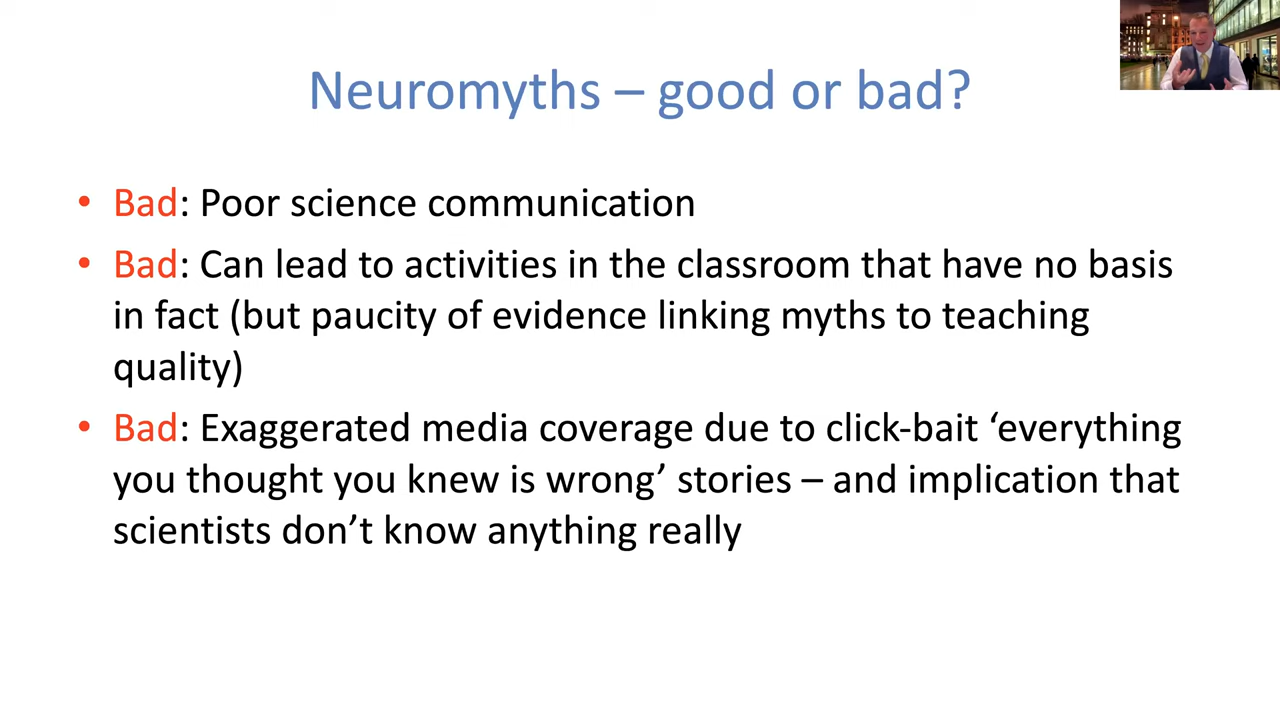 Neuromyths – good or bad?
• Bad: Poor science communication
• Bad: Can lead to activities in the classroom that have no basis
in fact (but paucity of evidence linking myths to teaching
quality)
• Bad: Exaggerated media coverage due to click-bait ‘everything
you thought you knew is wrong’ stories – and implication that
scientists don’t know anything really